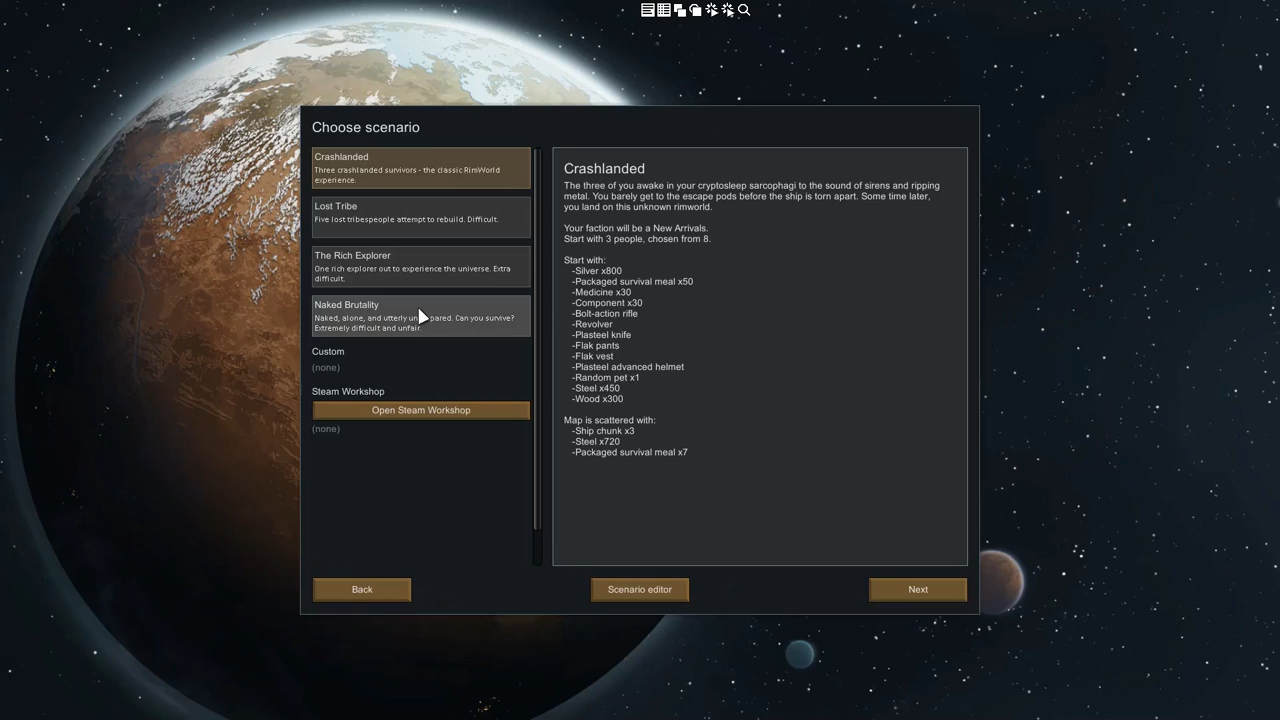 Choose scenario
Crashlanded
Three crashlanded survivors - the classic RimWorld
experience.
Lost Tribe
Five lost tribespeople attempt to rebuild. Difficult.
The Rich Explorer
One rich explorer out to experience the universe. Extra
difficult.
Naked Brutality
Naked, alone, and utterly un pared. Can you survive?
Extremely difficult and unfair.
Custom
(none)
Steam Workshop
Open Steam Workshop
(none)
Crashlanded
The three of you awake in your cryptosleep sarcophagi to the sound of sirens and ripping
metal. You barely get to the escape pods before the ship is torn apart. Some time later,
you land on this unknown rimworld.
Your faction will be a New Arrivals.
Start with 3 people, chosen from 8.
Start with:
-Silver x800
-Packaged survival meal x50
-Medicine x30
-Component x30
-Bolt-action rifle
-Revolver
-Plasteel knife
-Flak pants
-Flak vest
-Plasteel advanced helmet
-Random pet x1
-Steel x450
-Wood x300
Map is scattered with:
-Ship chunk x3
-Steel x720
-Packaged survival meal x7
Back
Scenario editor
Next